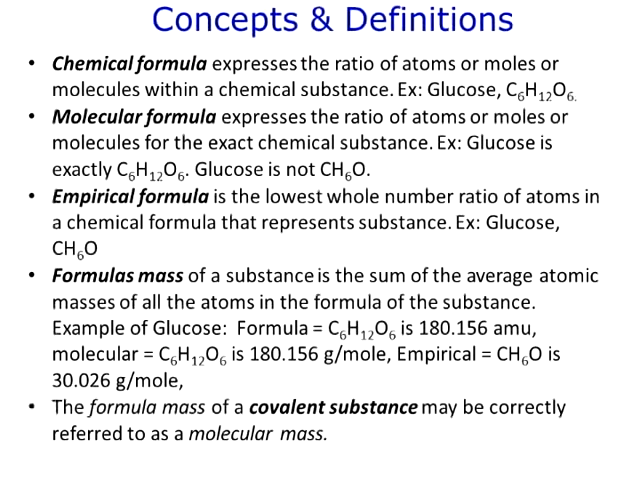 Concepts & Definitions
• Chemical formula expresses the ratio of atoms or moles or
molecules within a chemical substance. Ex: Glucose, C₆H₁₂O₆.
• Molecular formula expresses the ratio of atoms or moles or
molecules for the exact chemical substance. Ex: Glucose is
exactly C₆H₁₂O₆. Glucose is not CH₆O.
• Empirical formula is the lowest whole number ratio of atoms in
a chemical formula that represents substance. Ex: Glucose,
CH₆O
• Formulas mass of a substance is the sum of the average atomic
masses of all the atoms in the formula of the substance.
Example of Glucose: Formula = C₆H₁₂O₆ is 180.156 amu,
molecular = C₆H₁₂O₆ is 180.156 g/mole, Empirical = CH₆O is
30.026 g/mole,
• The formula mass of a covalent substance may be correctly
referred to as a molecular mass.